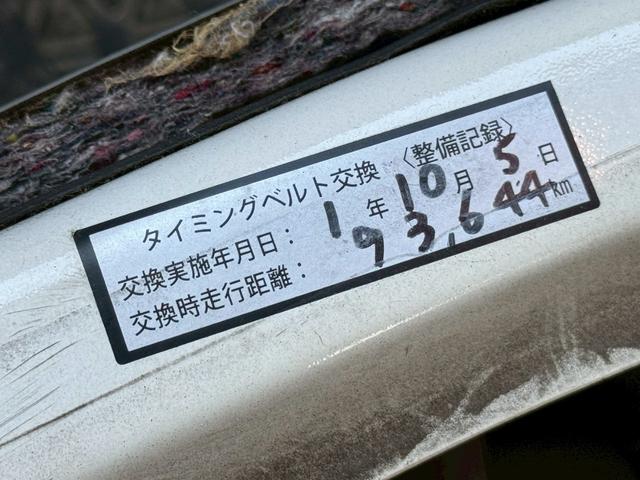 タイミングベルト交換 〈整備記録〉
交換実施年月日： 1 年 10 月 5 日
交換時走行距離： 93,644 km